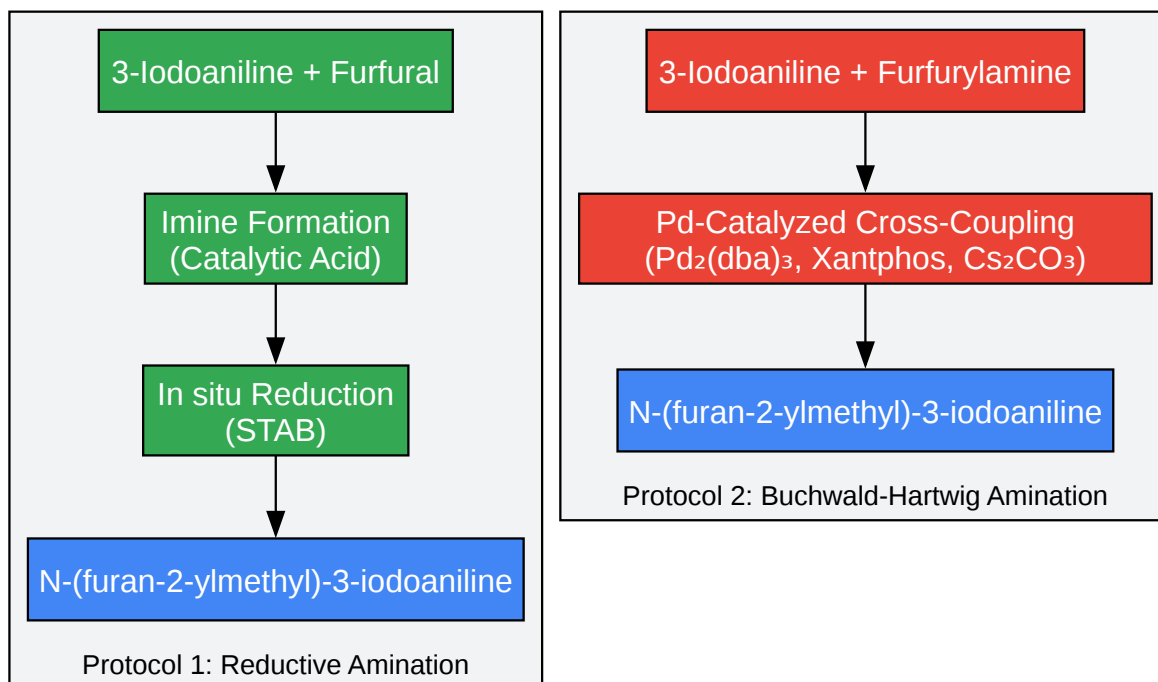 3-Iodoaniline + Furfural
Imine Formation
(Catalytic Acid)
In situ Reduction
(STAB)
N-(furan-2-ylmethyl)-3-iodoaniline
Protocol 1: Reductive Amination
3-Iodoaniline + Furfurylamine
Pd-Catalyzed Cross-Coupling
(Pd₂(dba)₃, Xantphos, Cs₂CO₃)
N-(furan-2-ylmethyl)-3-iodoaniline
Protocol 2: Buchwald-Hartwig Amination